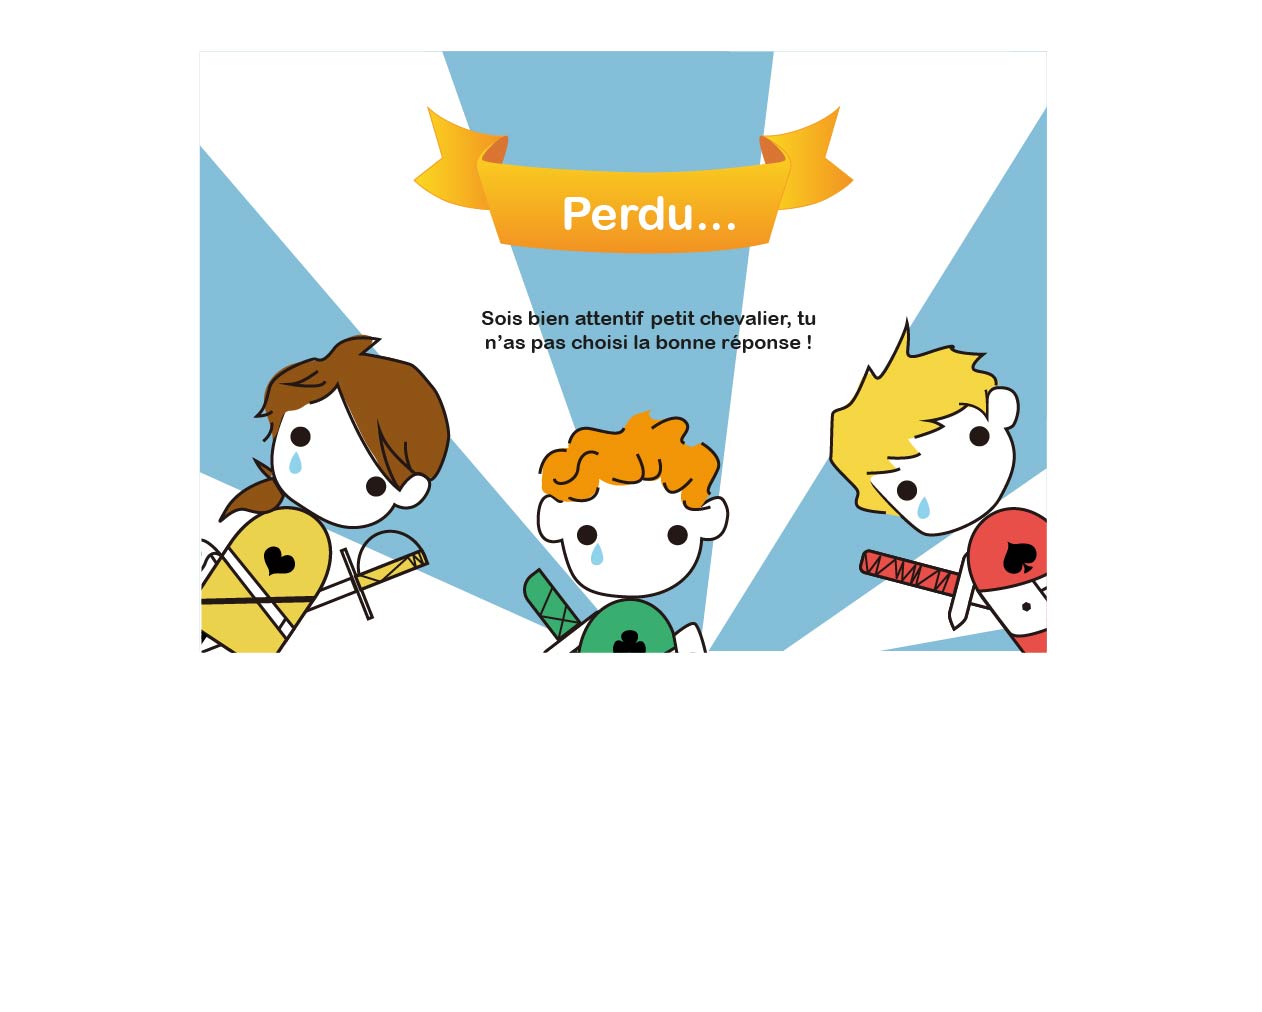 Perdu...
Sois bien attentif petit chevalier, tu
n’as pas choisi la bonne réponse !